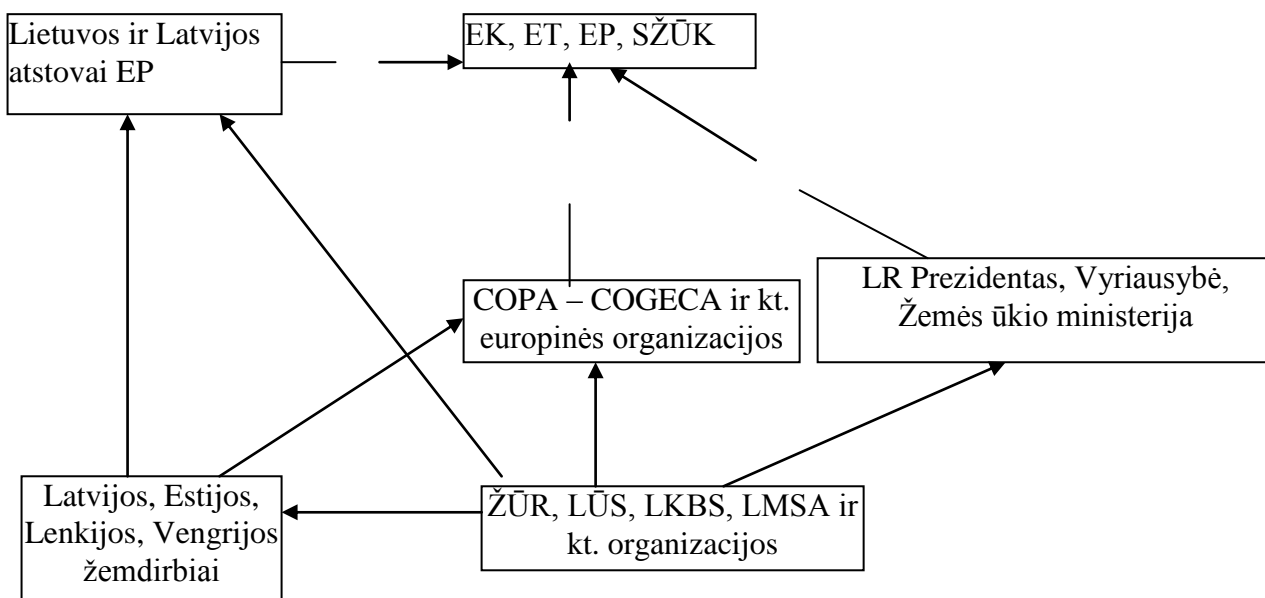 Lietuvos ir Latvijos
atstovai EP
EK, ET, EP, SŽŪK
COPA – COGECA ir kt.
europinės organizacijos
LR Prezidentas, Vyriausybė,
Žemės ūkio ministerija
Latvijos, Estijos,
Lenkijos, Vengrijos
žemdirbiai
ŽŪR, LŪS, LKBS, LMSA ir
kt. organizacijos